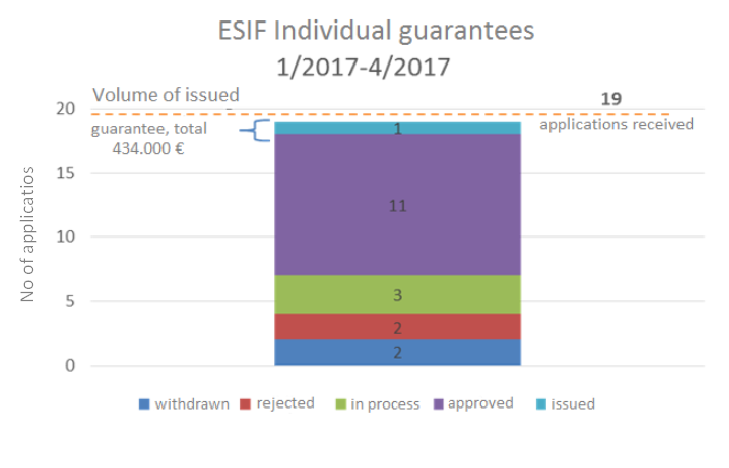 ESIF Individual guarantees
1/2017-4/2017
Volume of issued
guarantee, total
434.000 €
19
applications received
No of applicatios
20
15
10
5
0
1
11
3
2
2
withdrawn rejected in process approved issued